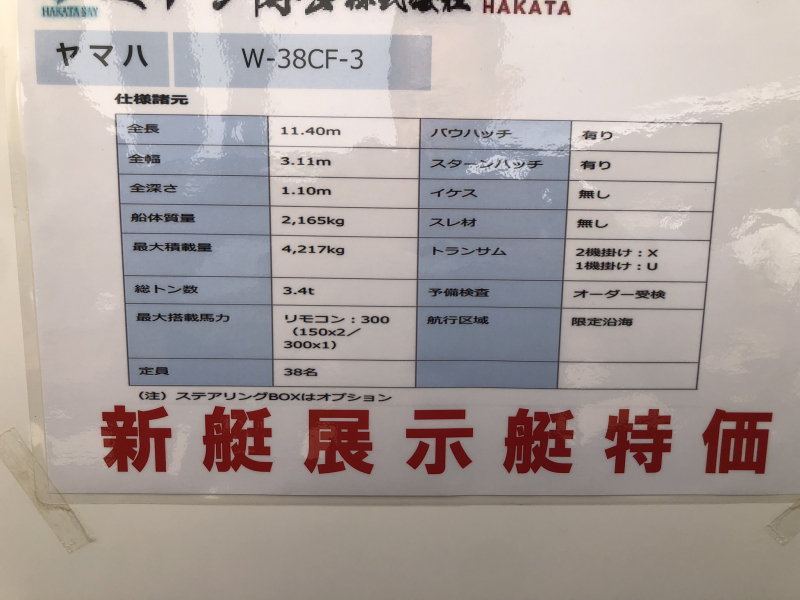 HAKATA BAY
株式会社 HAKATA
ヤマハ W-38CF-3
仕様諸元
全長 11.40m バウハッチ 有り
全幅 3.11m スターンハッチ 有り
全深さ 1.10m イケス 無し
船体質量 2,165kg スレ材 無し
最大積載量 4,217kg トランサム 2機掛け：X
1機掛け：U
総トン数 3.4t 予備検査 オーダー受検
最大搭載馬力 リモコン：300 航行区域 限定沿海
（150x2／
300x1）
定員 38名
（注）ステアリングBOXはオプション
新艇展示艇特価